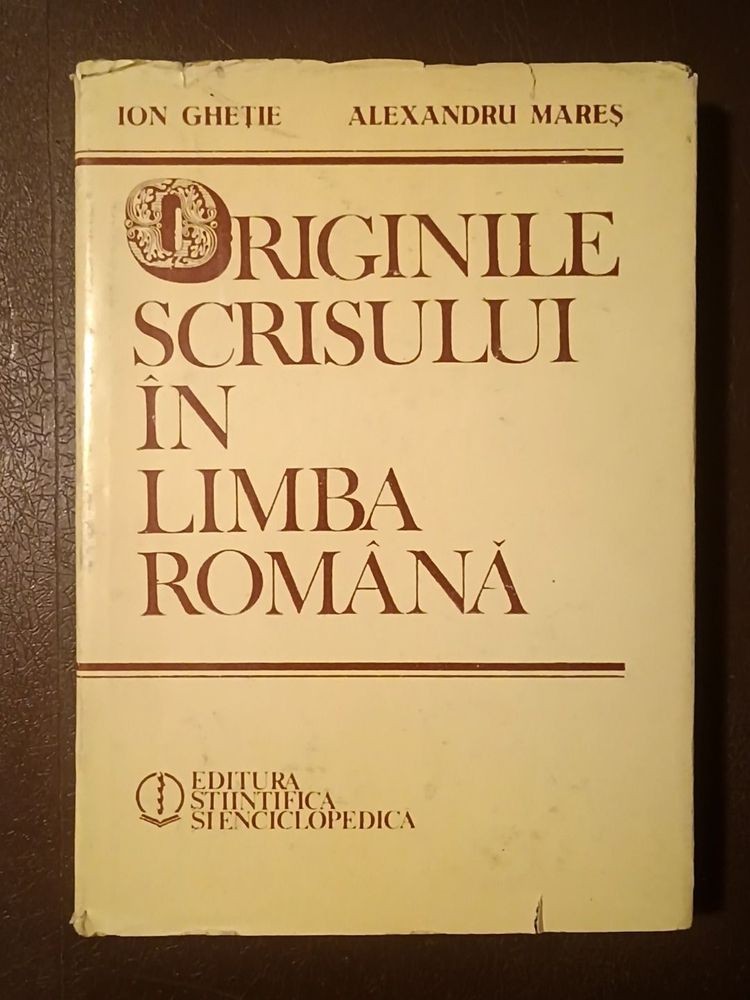 ION GHEȚIE ALEXANDRU MAREȘ
ORIGINILE
SCRISULUI
ÎN
LIMBA
ROMÂNĂ
EDITURA
STIINTIFICA
SI ENCICLOPEDICA